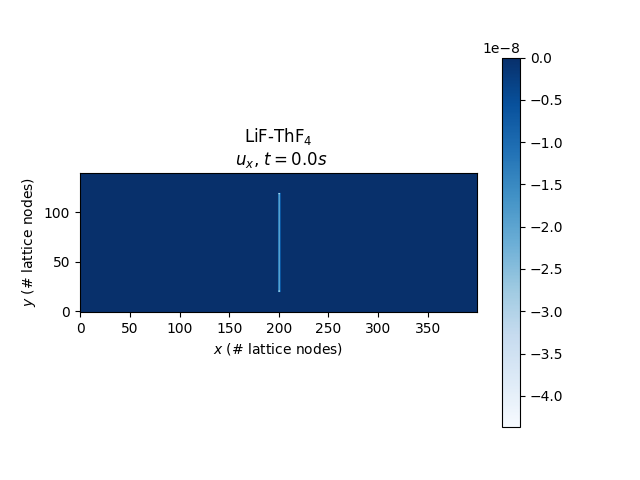 1e−8
0.0
−0.5
−1.0
−1.5
−2.0
−2.5
−3.0
−3.5
−4.0
LiF-ThF₄
uₓ, t = 0.0s
100
50
0
y (# lattice nodes)
0 50 100 150 200 250 300 350
x (# lattice nodes)